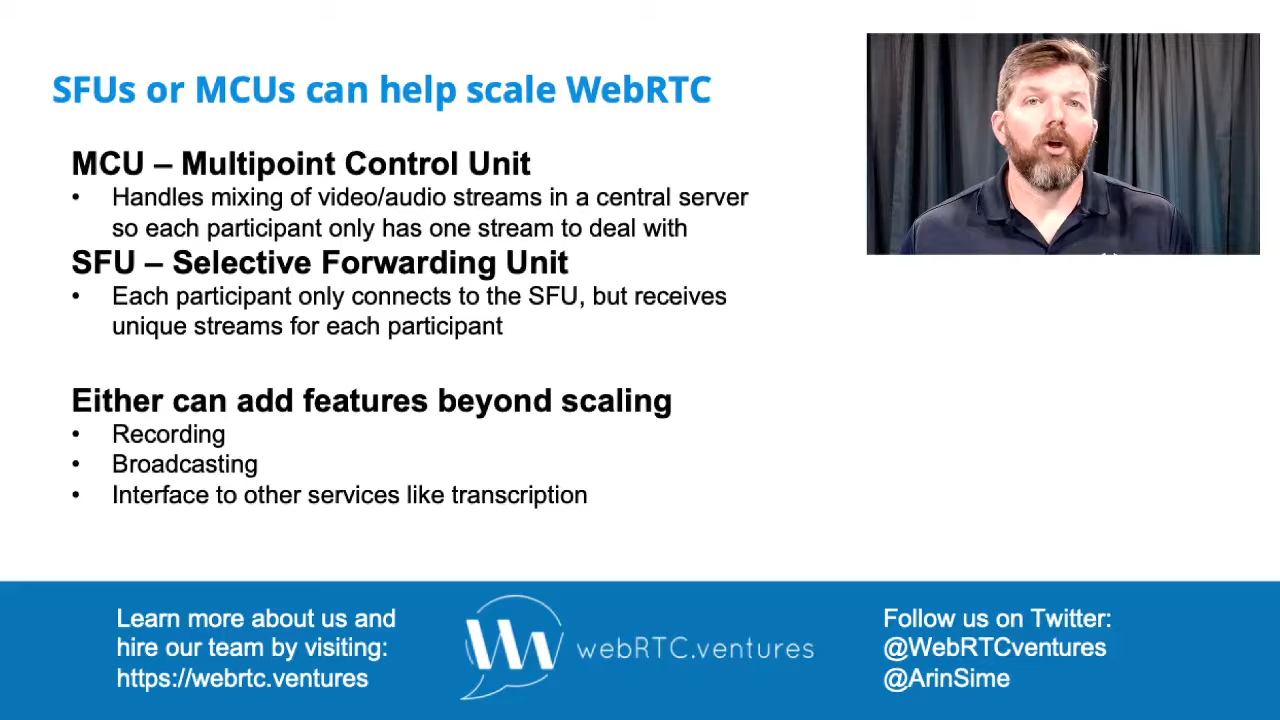 SFUs or MCUs can help scale WebRTC
MCU – Multipoint Control Unit
• Handles mixing of video/audio streams in a central server
so each participant only has one stream to deal with
SFU – Selective Forwarding Unit
• Each participant only connects to the SFU, but receives
unique streams for each participant
Either can add features beyond scaling
• Recording
• Broadcasting
• Interface to other services like transcription
Learn more about us and
hire our team by visiting:
https://webrtc.ventures
webRTC.ventures
Follow us on Twitter:
@WebRTCventures
@ArinSime